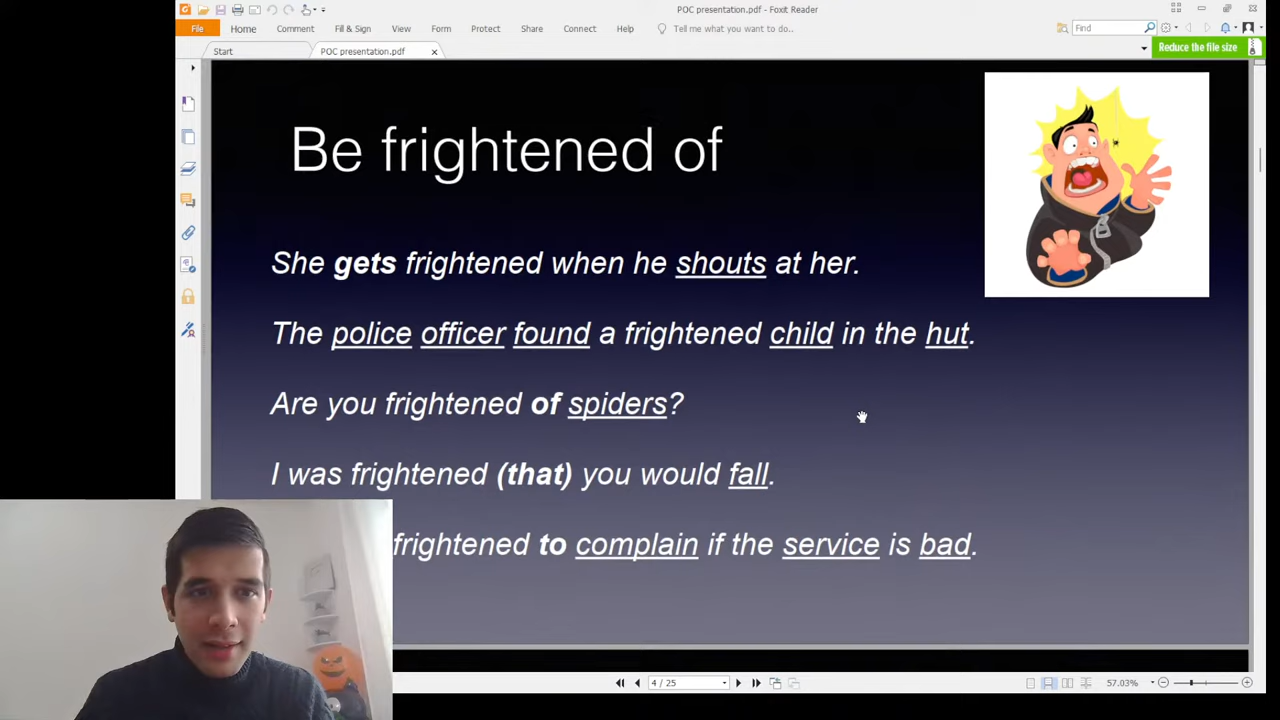 POC presentation.pdf - Foxit Reader
File Home Comment Fill & Sign View Form Protect Share Connect Help Tell me what you want to do.. Find
Start POC presentation.pdf Reduce the file size
Be frightened of
She gets frightened when he shouts at her.
The police officer found a frightened child in the hut.
Are you frightened of spiders?
I was frightened (that) you would fall.
frightened to complain if the service is bad.
4 / 25 57.03%